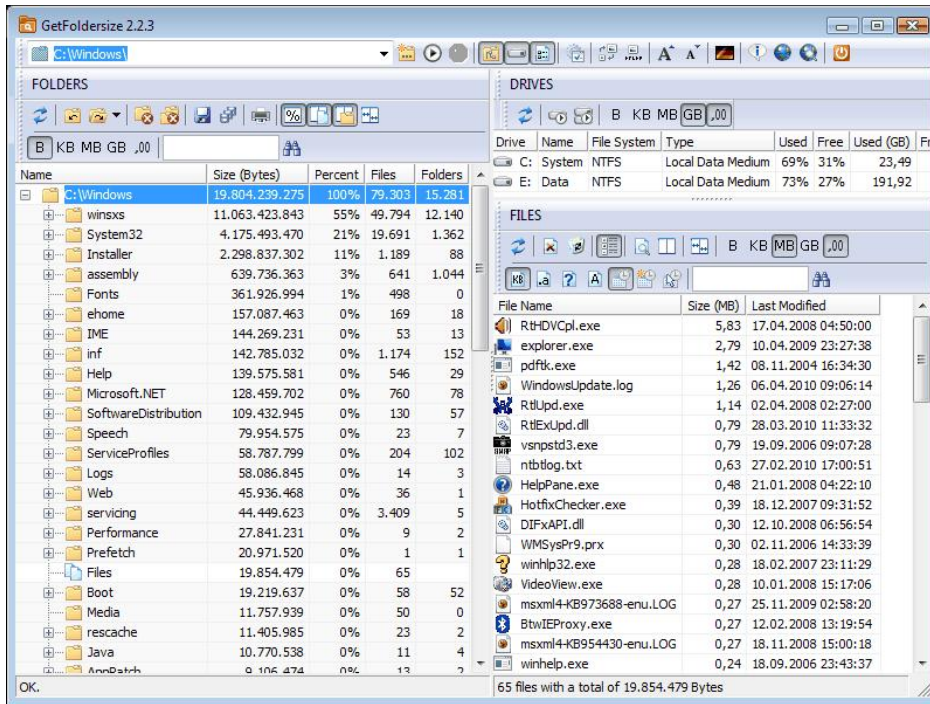 GetFoldersize 2.2.3
C:\Windows\
FOLDERS
%
B KB MB GB ,00
Name Size (Bytes) Percent Files Folders
C:\Windows 19.804.239.275 100% 79.303 15.281
winsxs 11.063.423.843 55% 49.794 12.140
System32 4.175.493.470 21% 19.691 1.362
Installer 2.298.837.302 11% 1.189 88
assembly 639.736.363 3% 641 1.044
Fonts 361.926.994 1% 498 0
ehome 157.087.463 0% 169 18
IME 144.269.231 0% 53 13
inf 142.785.032 0% 1.174 152
Help 139.575.581 0% 546 29
Microsoft.NET 128.459.702 0% 760 78
SoftwareDistribution 109.432.945 0% 130 57
Speech 79.954.575 0% 23 7
ServiceProfiles 58.787.799 0% 204 102
Logs 58.086.845 0% 14 3
Web 45.936.468 0% 36 1
servicing 44.449.623 0% 3.409 5
Performance 27.841.231 0% 9 2
Prefetch 20.971.520 0% 1 1
Files 19.854.479 0% 65
Boot 19.219.637 0% 58 52
Media 11.757.939 0% 50 0
rescache 11.405.985 0% 23 2
Java 10.770.538 0% 11 4
AppPatch 9.106.474 0% 13 2
OK.
DRIVES
B KB MB GB ,00
Drive Name File System Type Used Free Used (GB) Fr
C: System NTFS Local Data Medium 69% 31% 23,49
E: Data NTFS Local Data Medium 73% 27% 191,92
FILES
B KB MB GB ,00
KB .a ? A
File Name Size (MB) Last Modified
RtHDVCpl.exe 5,83 17.04.2008 04:50:00
explorer.exe 2,79 10.04.2009 23:27:38
pdftk.exe 1,42 08.11.2004 16:34:30
WindowsUpdate.log 1,26 06.04.2010 09:06:14
RtlUpd.exe 1,14 02.04.2008 02:27:00
RtlExUpd.dll 0,79 28.03.2010 11:33:32
vsnpstd3.exe 0,79 19.09.2006 09:07:28
ntbtlog.txt 0,63 27.02.2010 17:00:51
HelpPane.exe 0,48 21.01.2008 04:22:10
HotfixChecker.exe 0,39 18.12.2007 09:31:52
DIFxAPI.dll 0,30 12.10.2008 06:56:54
WMSysPr9.prx 0,30 02.11.2006 14:33:39
winhlp32.exe 0,28 18.02.2007 23:11:29
VideoView.exe 0,28 10.01.2008 15:17:06
msxml4-KB973688-enu.LOG 0,27 25.11.2009 02:58:20
BtwIEProxy.exe 0,27 12.02.2008 13:19:54
msxml4-KB954430-enu.LOG 0,27 18.11.2008 15:00:18
winhelp.exe 0,24 18.09.2006 23:43:37
65 files with a total of 19.854.479 Bytes